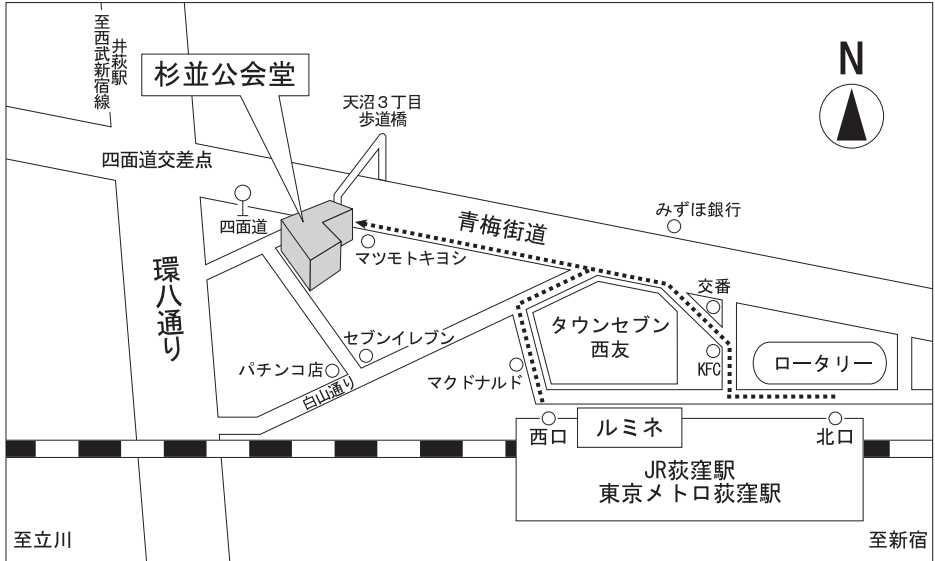 至西武新宿線
井萩駅
杉並公会堂
天沼3丁目
歩道橋
N
四面道交差点
四面道
青梅街道
みずほ銀行
マツモトキヨシ
環八通り
交番
タウンセブン
西友
セブンイレブン
パチンコ店
白山通り
マクドナルド
KFC
ロータリー
西口
ルミネ
北口
JR荻窪駅
東京メトロ荻窪駅
至立川
至新宿